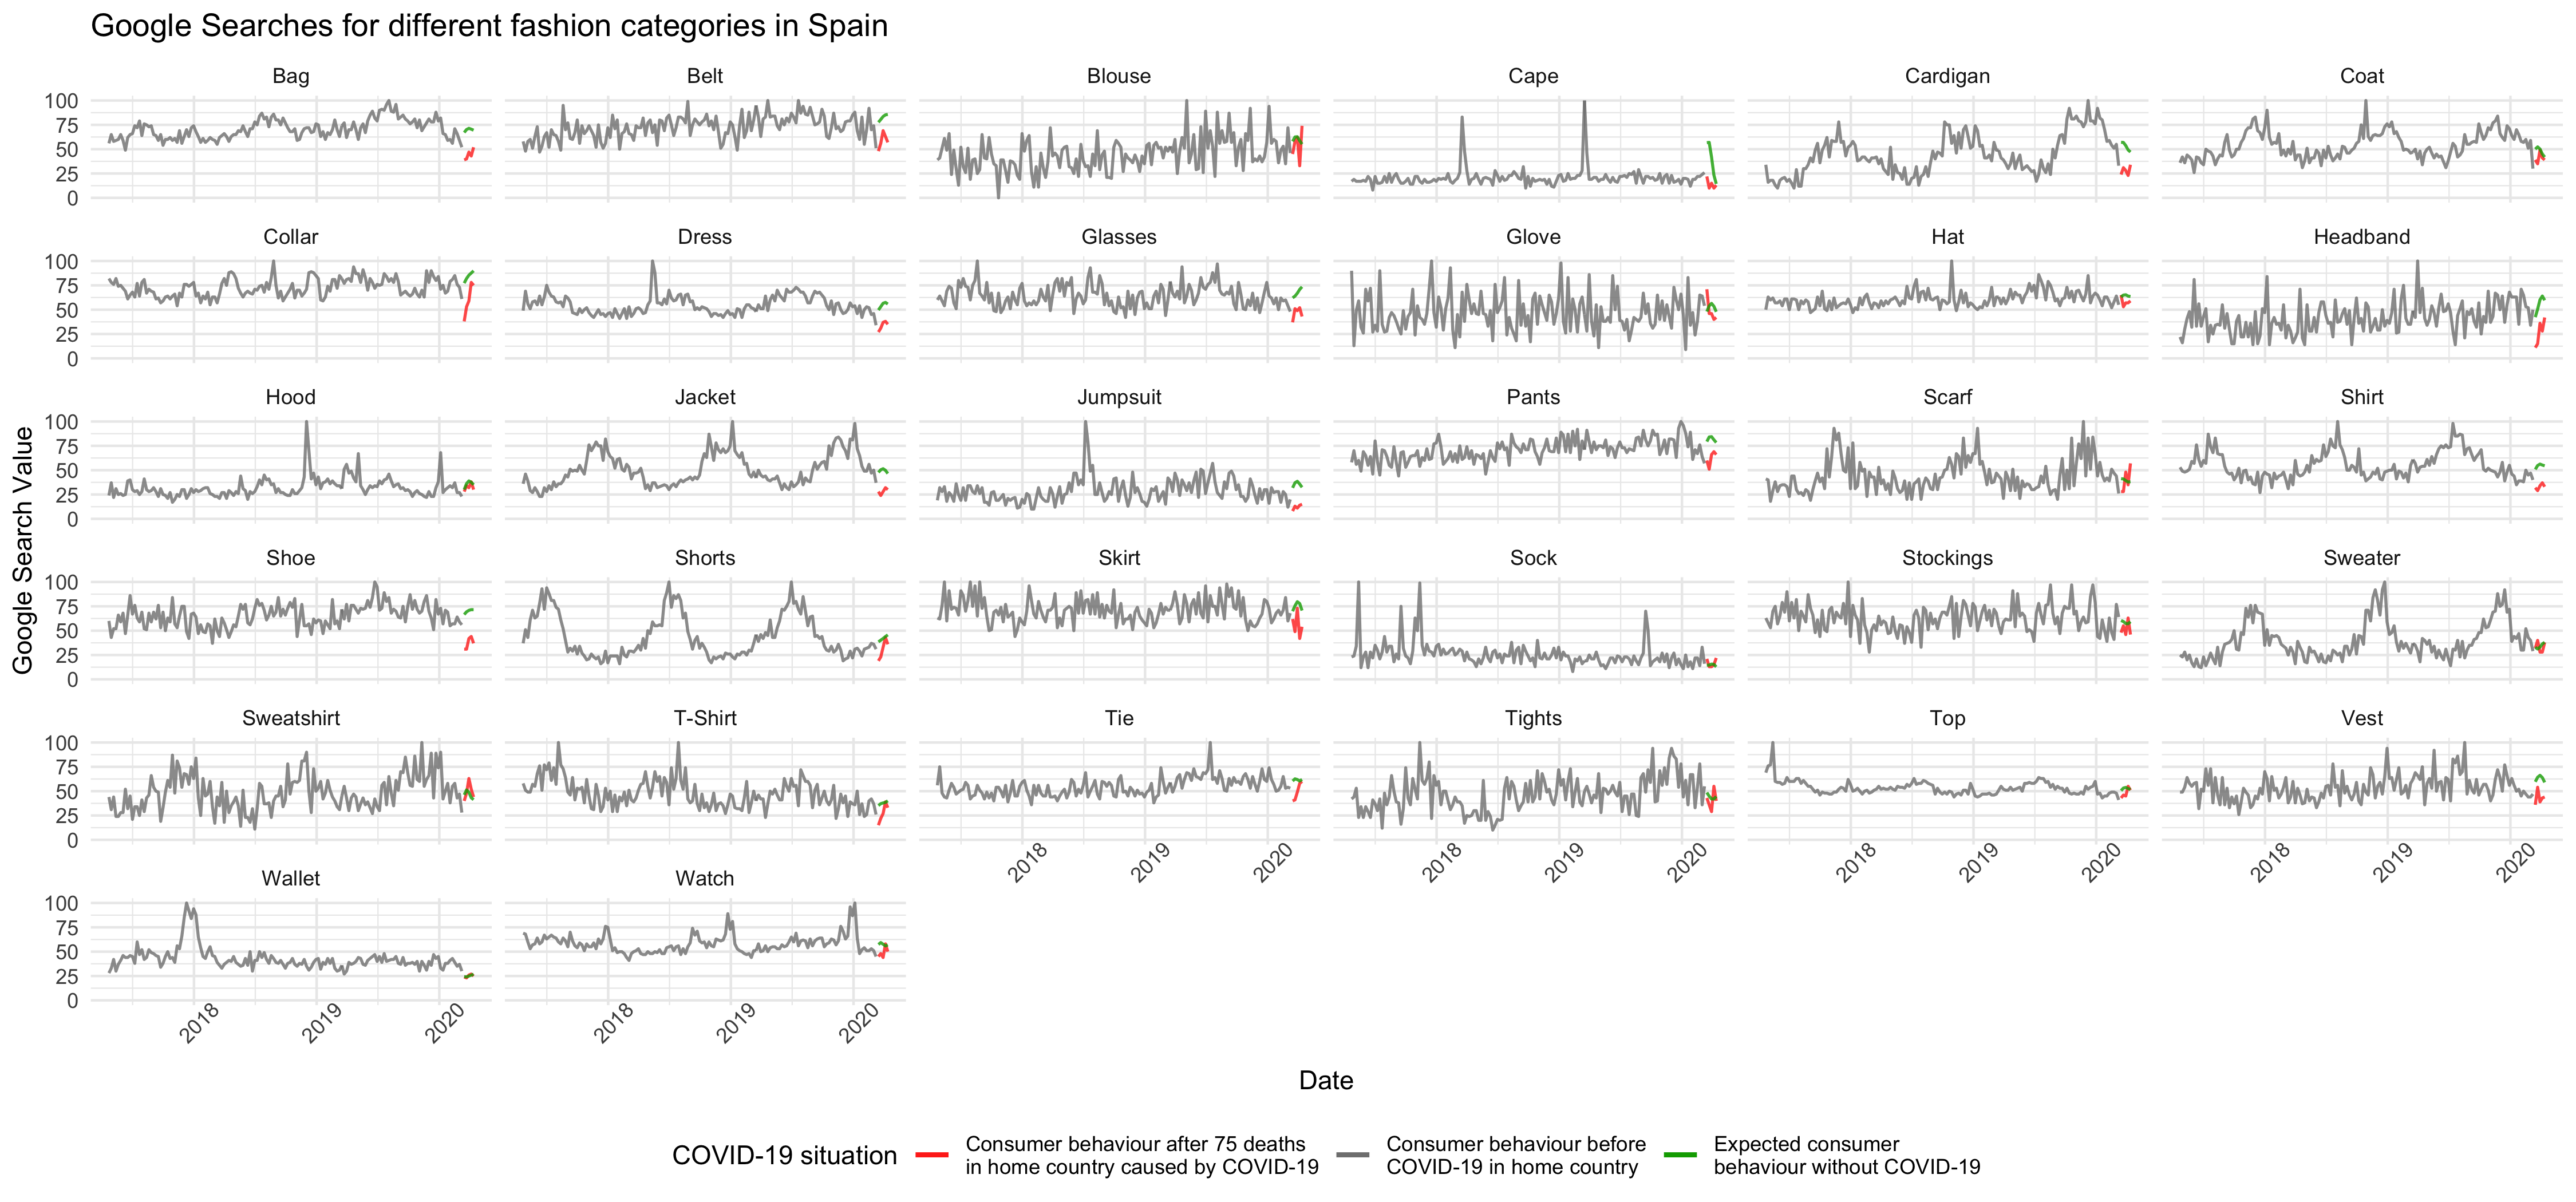 Google Searches for different fashion categories in Spain
Bag Belt Blouse Cape Cardigan Coat
100
75
50
25
0
Collar Dress Glasses Glove Hat Headband
100
75
50
25
0
Hood Jacket Jumpsuit Pants Scarf Shirt
100
75
50
25
0
Google Search Value
Shoe Shorts Skirt Sock Stockings Sweater
100
75
50
25
0
Sweatshirt T-Shirt Tie Tights Top Vest
100
75
50
25
0
2018 2019 2020 2018 2019 2020 2018 2019 2020 2018 2019 2020
Wallet Watch
100
75
50
25
0
2018 2019 2020 2018 2019 2020
Date
COVID-19 situation
Consumer behaviour after 75 deaths
in home country caused by COVID-19
Consumer behaviour before
COVID-19 in home country
Expected consumer
behaviour without COVID-19